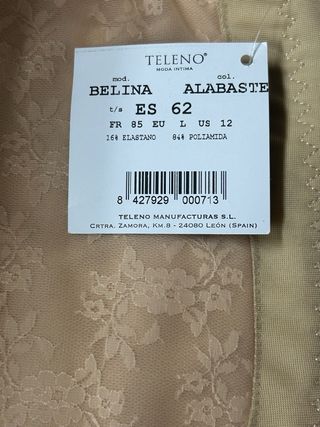 TELENO®
MODA INTIMA
mod. col.
BELINA ALABASTE
t/s ES 62
FR 85 EU L US 12
16% ELASTANO 84% POLIAMIDA
8 427929 000713
TELENO MANUFACTURAS S.L.
CRTRA. ZAMORA, KM.8 - 24080 LEÓN (SPAIN)